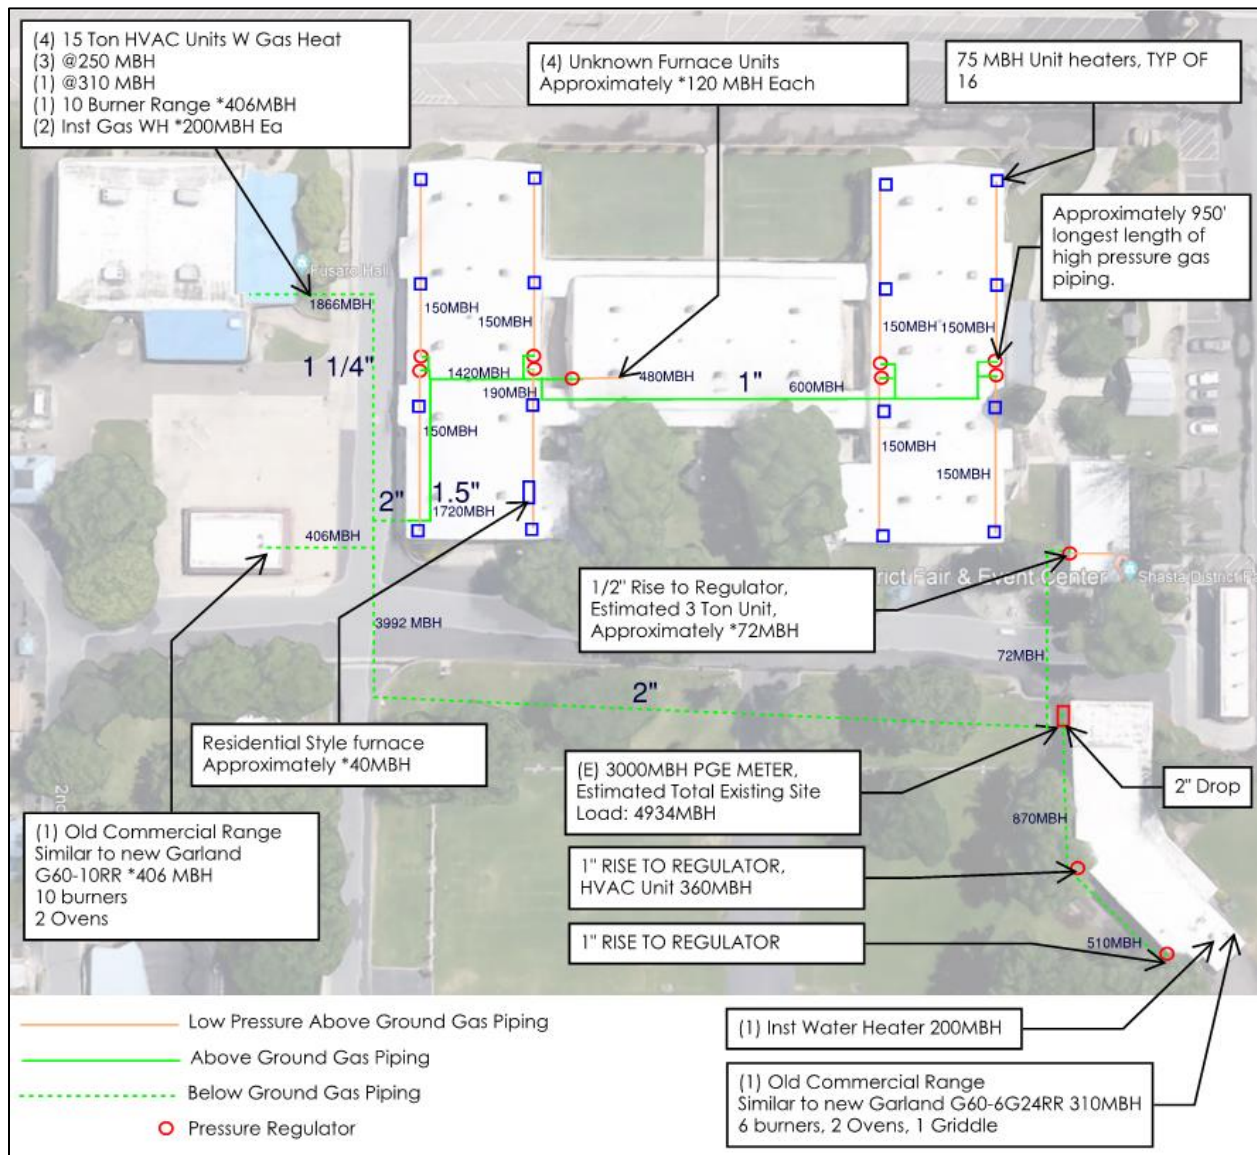 (4) 15 Ton HVAC Units W Gas Heat
(3) @250 MBH
(1) @310 MBH
(1) 10 Burner Range *406MBH
(2) Inst Gas WH *200MBH Ea
(4) Unknown Furnace Units
Approximately *120 MBH Each
75 MBH Unit heaters, TYP OF
16
Approximately 950'
longest length of
high pressure gas
piping.
Fusaro Hall
1866MBH
150MBH
150MBH
150MBH
150MBH
1 1/4"
1420MBH
480MBH
190MBH
1"
600MBH
150MBH
150MBH
150MBH
2"
1.5"
1720MBH
406MBH
1/2" Rise to Regulator,
Estimated 3 Ton Unit,
Approximately *72MBH
rict Fair & Event Center
Shasta District Fa
3992 MBH
72MBH
2"
Residential Style furnace
Approximately *40MBH
(E) 3000MBH PGE METER,
Estimated Total Existing Site
Load: 4934MBH
2" Drop
2nd
870MBH
(1) Old Commercial Range
Similar to new Garland
G60-10RR *406 MBH
10 burners
2 Ovens
1" RISE TO REGULATOR,
HVAC Unit 360MBH
1" RISE TO REGULATOR
510MBH
Low Pressure Above Ground Gas Piping
Above Ground Gas Piping
Below Ground Gas Piping
Pressure Regulator
(1) Inst Water Heater 200MBH
(1) Old Commercial Range
Similar to new Garland G60-6G24RR 310MBH
6 burners, 2 Ovens, 1 Griddle